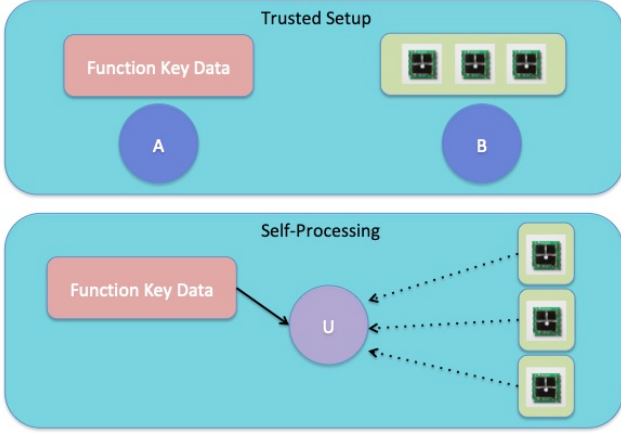 Trusted Setup
Function Key Data
A
B
Self-Processing
Function Key Data
U